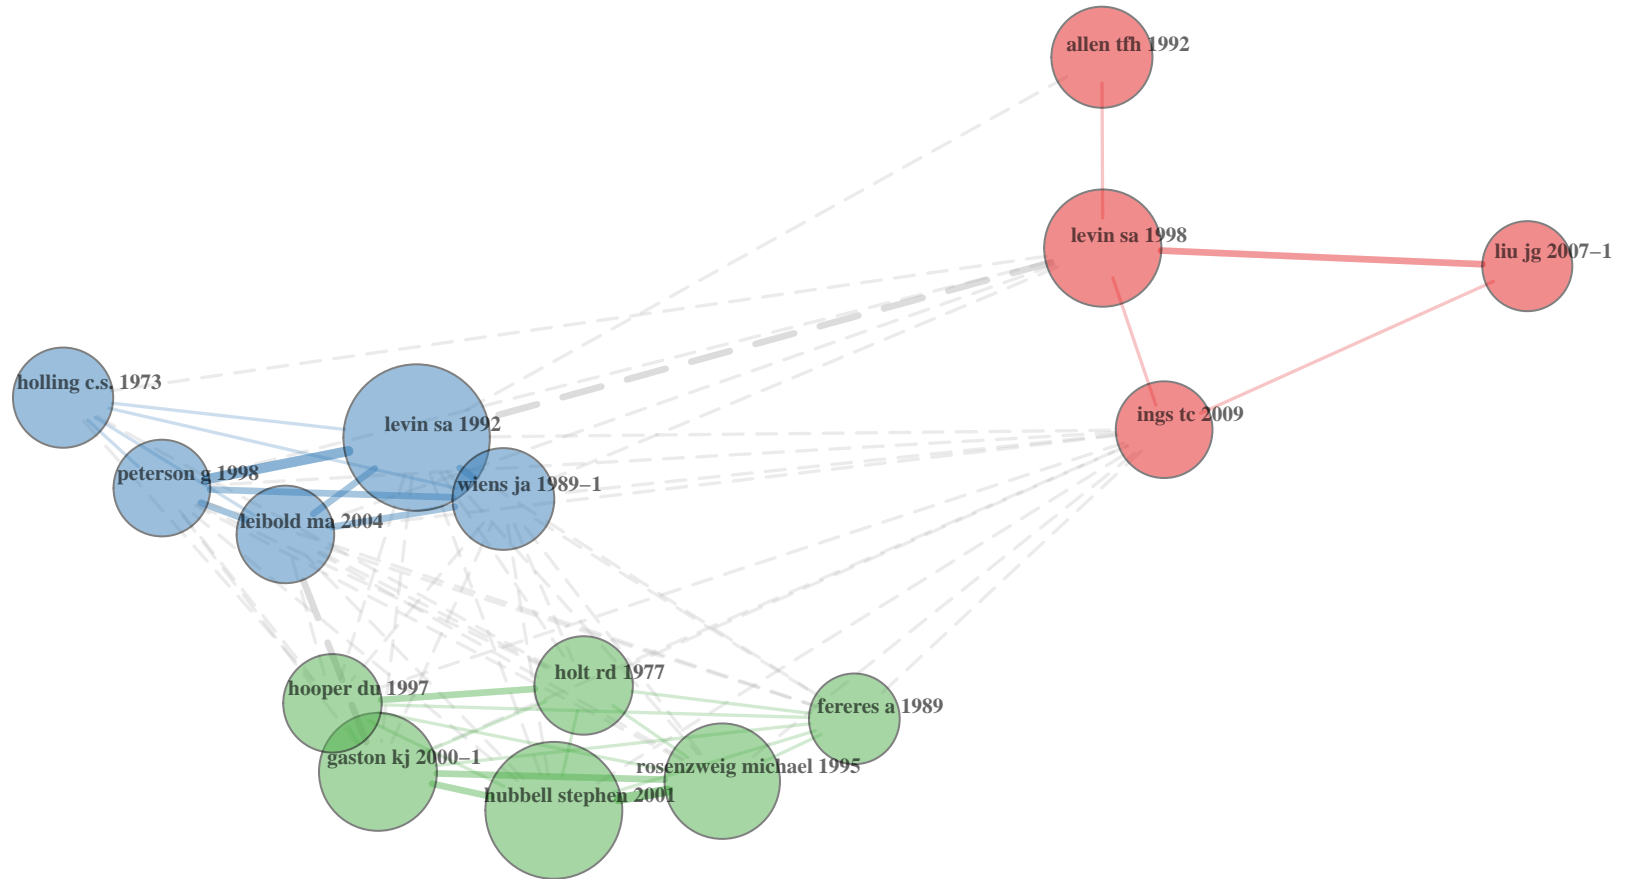 allen tfh 1992
levin sa 1998
liu jg 2007–1
holling c.s. 1973
ings tc 2009
levin sa 1992
peterson g 1998
wiens ja 1989–1
leibold ma 2004
holt rd 1977
hooper du 1997
fereres a 1989
gaston kj 2000–1
rosenzweig michael 1995
hubbell stephen 2001